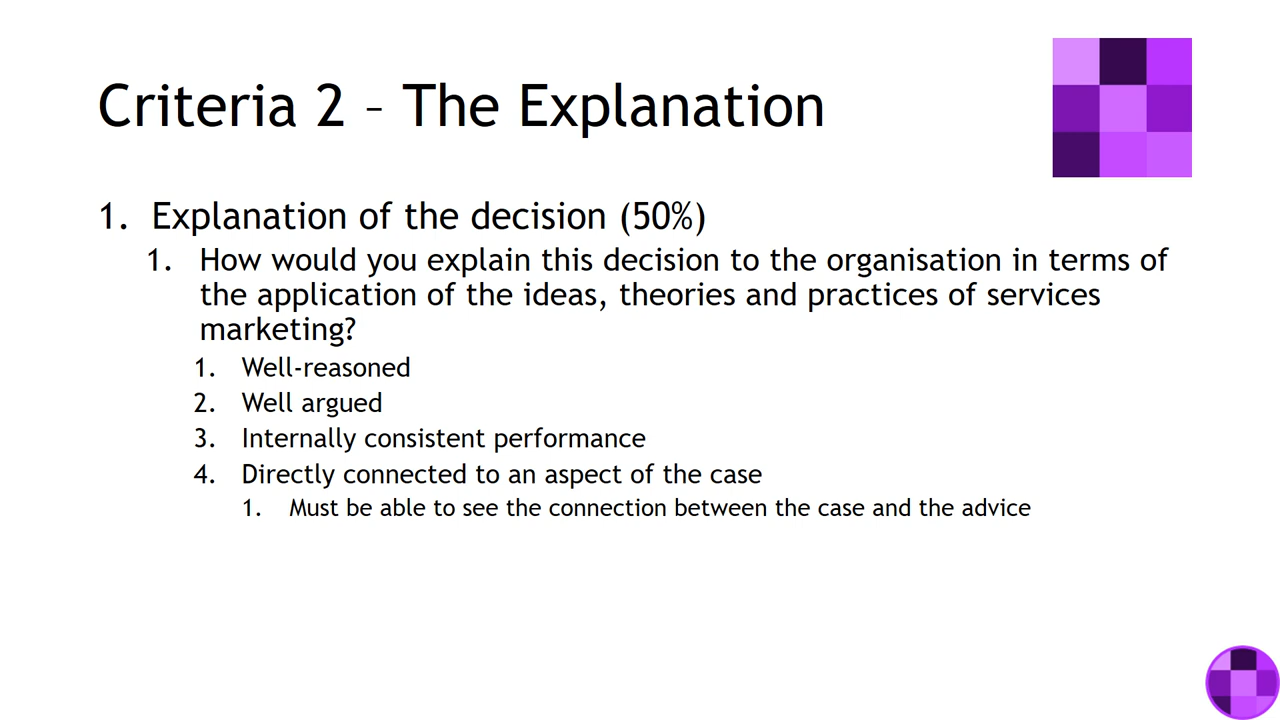 Criteria 2 – The Explanation
1. Explanation of the decision (50%)
1. How would you explain this decision to the organisation in terms of
the application of the ideas, theories and practices of services
marketing?
1. Well-reasoned
2. Well argued
3. Internally consistent performance
4. Directly connected to an aspect of the case
1. Must be able to see the connection between the case and the advice